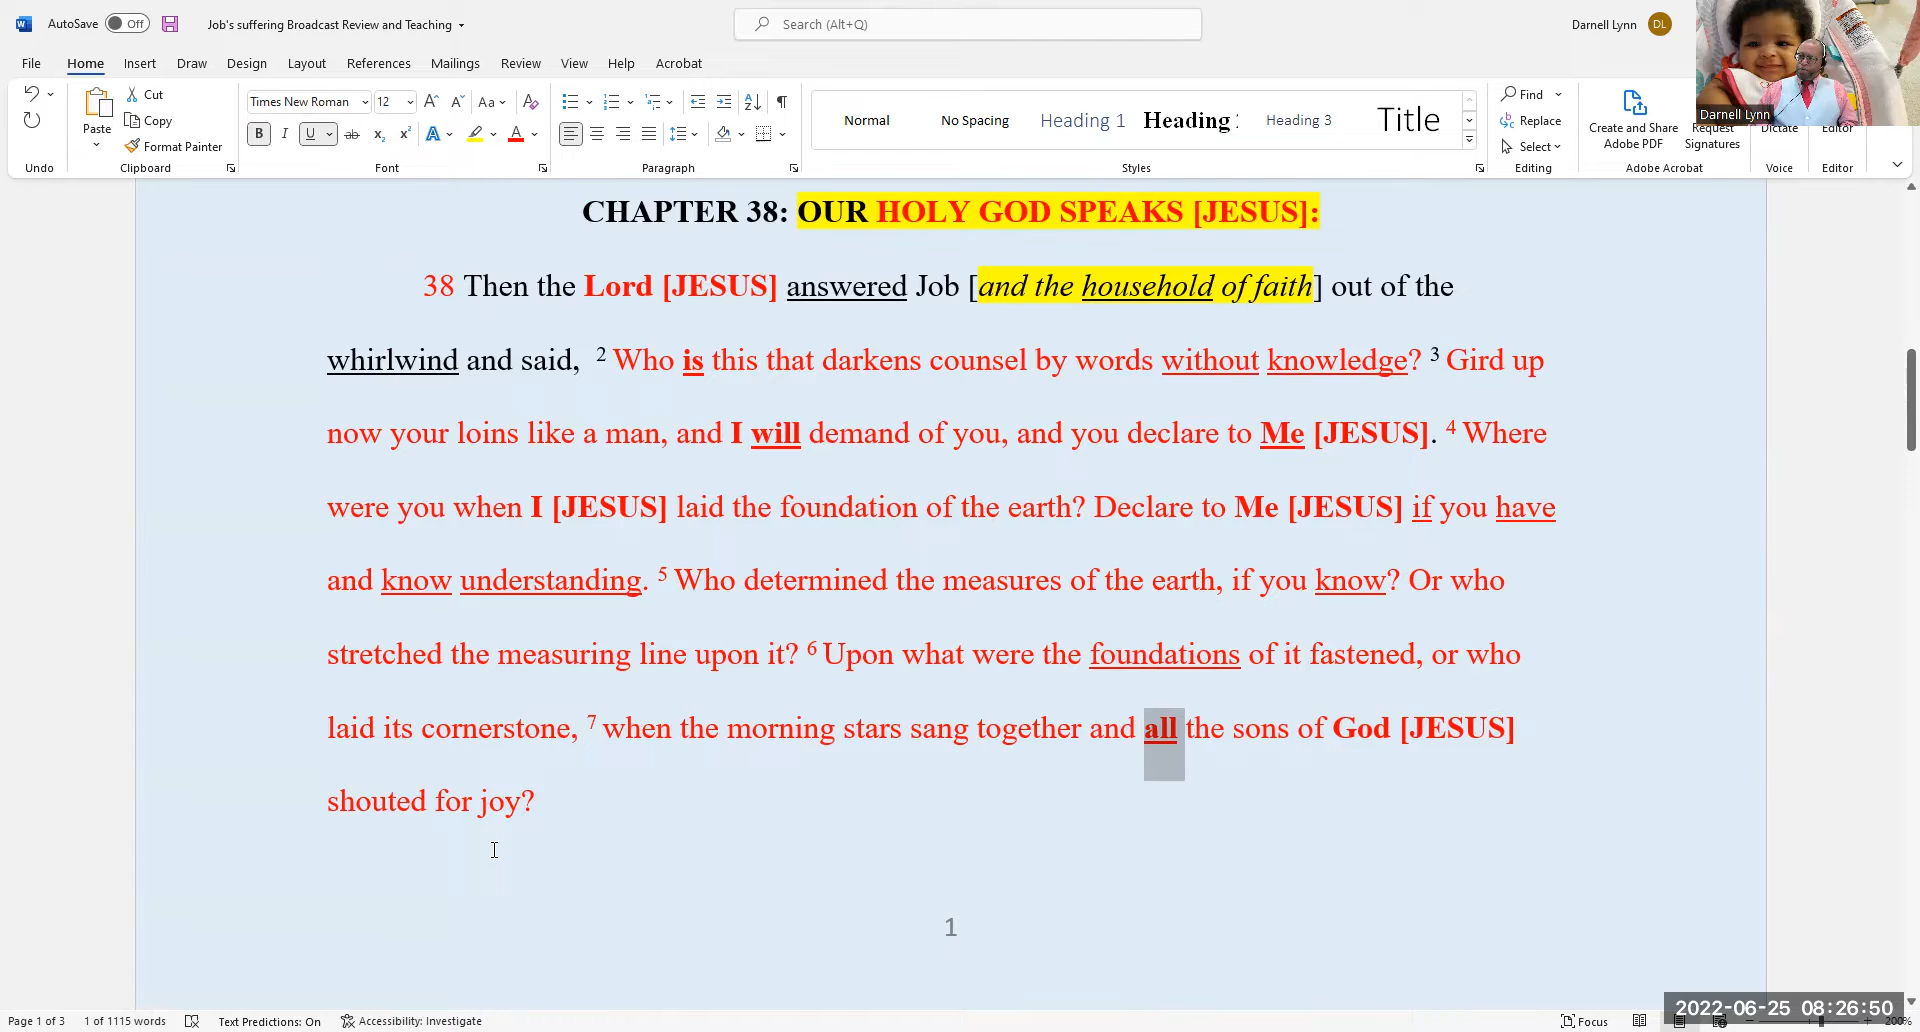 AutoSave Off Job's suffering Broadcast Review and Teaching Search (Alt+Q) Darnell Lynn DL
File Home Insert Draw Design Layout References Mailings Review View Help Acrobat
Paste Cut Copy Format Painter
Times New Roman 12 Aa
B I U ab x₂ x² A A
Normal No Spacing Heading 1 Heading Heading 3 Title
Find Replace Select
Create and Share Adobe PDF Request Signatures Dictate Editor
Darnell Lynn
Undo Clipboard Font Paragraph Styles Editing Adobe Acrobat Voice Editor
CHAPTER 38: OUR HOLY GOD SPEAKS [JESUS]:
38 Then the Lord [JESUS] answered Job [and the household of faith] out of the
whirlwind and said, 2 Who is this that darkens counsel by words without knowledge? 3 Gird up
now your loins like a man, and I will demand of you, and you declare to Me [JESUS]. 4 Where
were you when I [JESUS] laid the foundation of the earth? Declare to Me [JESUS] if you have
and know understanding. 5 Who determined the measures of the earth, if you know? Or who
stretched the measuring line upon it? 6 Upon what were the foundations of it fastened, or who
laid its cornerstone, 7 when the morning stars sang together and all the sons of God [JESUS]
shouted for joy?
1
Page 1 of 3 1 of 1115 words Text Predictions: On Accessibility: Investigate Focus 200%
2022-06-25 08:26:50